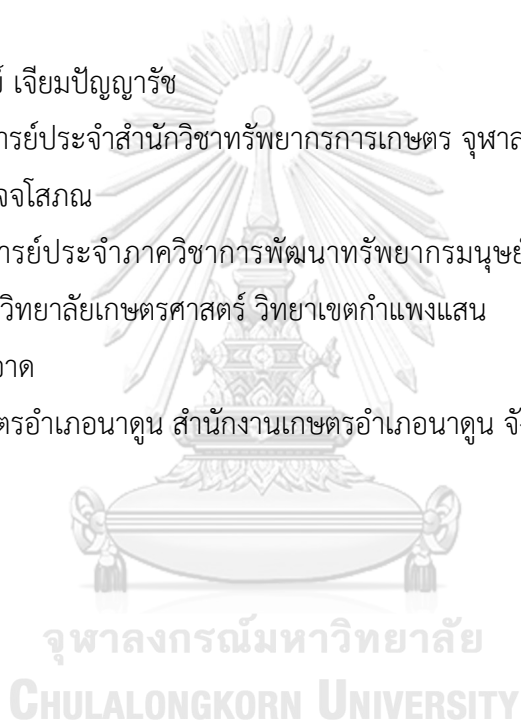 ์ เจียมปัญญารัช
ารย์ประจำสำนักวิชาทรัพยากรการเกษตร จุฬาล
จจโสภณ
ารย์ประจำภาควิชาการพัฒนาทรัพยากรมนุษย์
วิทยาลัยเกษตรศาสตร์ วิทยาเขตกำแพงแสน
อาด
ตรอำเภอนาดูน สำนักงานเกษตรอำเภอนาดูน จั
จุฬาลงกรณ์มหาวิทยาลัย
CHULALONGKORN UNIVERSITY